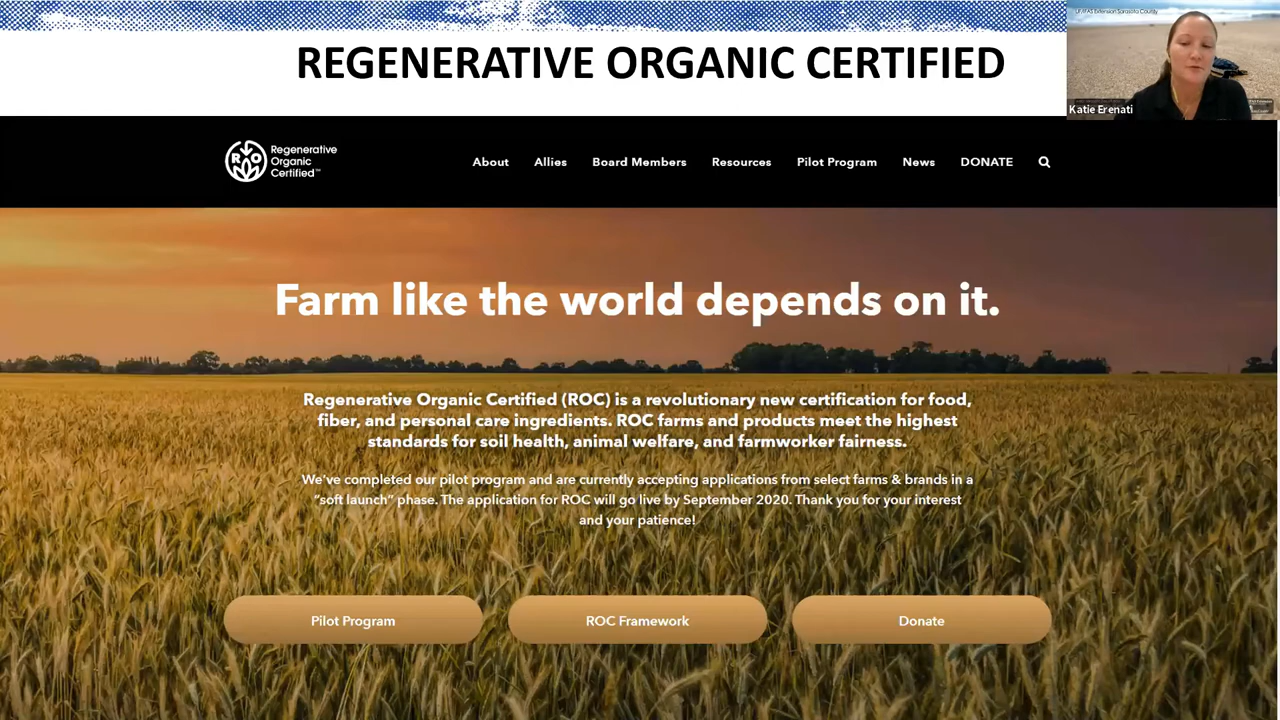 REGENERATIVE ORGANIC CERTIFIED
Katie Erenati
Regenerative
Organic
Certified™
About Allies Board Members Resources Pilot Program News DONATE
Farm like the world depends on it.
Regenerative Organic Certified (ROC) is a revolutionary new certification for food,
fiber, and personal care ingredients. ROC farms and products meet the highest
standards for soil health, animal welfare, and farmworker fairness.
We've completed our pilot program and are currently accepting applications from select farms & brands in a
“soft launch” phase. The application for ROC will go live by September 2020. Thank you for your interest
and your patience!
Pilot Program ROC Framework Donate